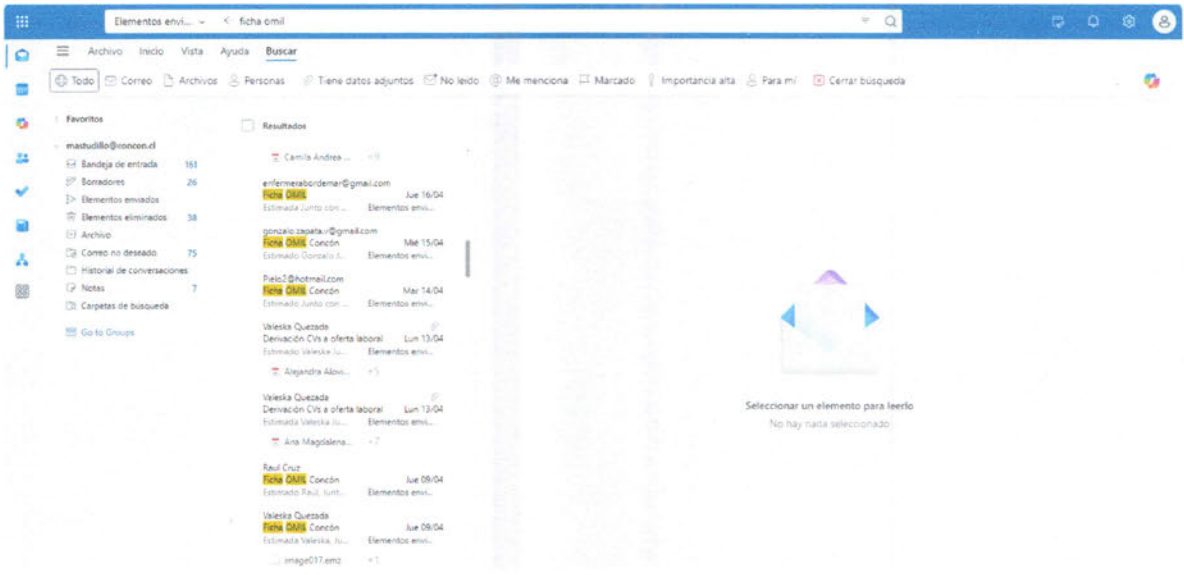 Elementos envi...
ficha omil
Archivo Inicio Vista Ayuda Buscar
Todo Correo Archivos Personas Tiene datos adjuntos No leído Me menciona Marcado Importancia alta Para mí Cerrar búsqueda
Favoritos
mastudillo@concon.cl
Bandeja de entrada 161
Borradores 26
Elementos enviados
Elementos eliminados 38
Archivo
Correo no deseado 75
Historial de conversaciones
Notas 7
Carpetas de búsqueda
Go to Groups
Resultados
Camila Andrea ... +9
enfermerabordemar@gmail.com
Ficha OMIL Jue 16/04
Estimada Junto con ... Elementos envi...
gonzalo.zapata.v@gmail.com
Ficha OMIL Concón Mié 15/04
Estimado Gonzalo J... Elementos envi...
Pielo2@hotmail.com
Ficha OMIL Concón Mar 14/04
Estimado Junto con ... Elementos envi...
Valeska Quezada
Derivación CVs a oferta laboral Lun 13/04
Estimado Valeska Ju... Elementos envi...
Alejandra Alow... +5
Valeska Quezada
Derivación CVs a oferta laboral Lun 13/04
Estimada Valeska Ju... Elementos envi...
Ana Magdalena... +7
Raul Cruz
Ficha OMIL Concón Jue 09/04
Estimado Raúl, Junt... Elementos envi...
Valeska Quezada
Ficha OMIL Concón Jue 09/04
Estimada Valeska, Ju... Elementos envi...
image017.emz +1
Seleccionar un elemento para leerlo
No hay nada seleccionado